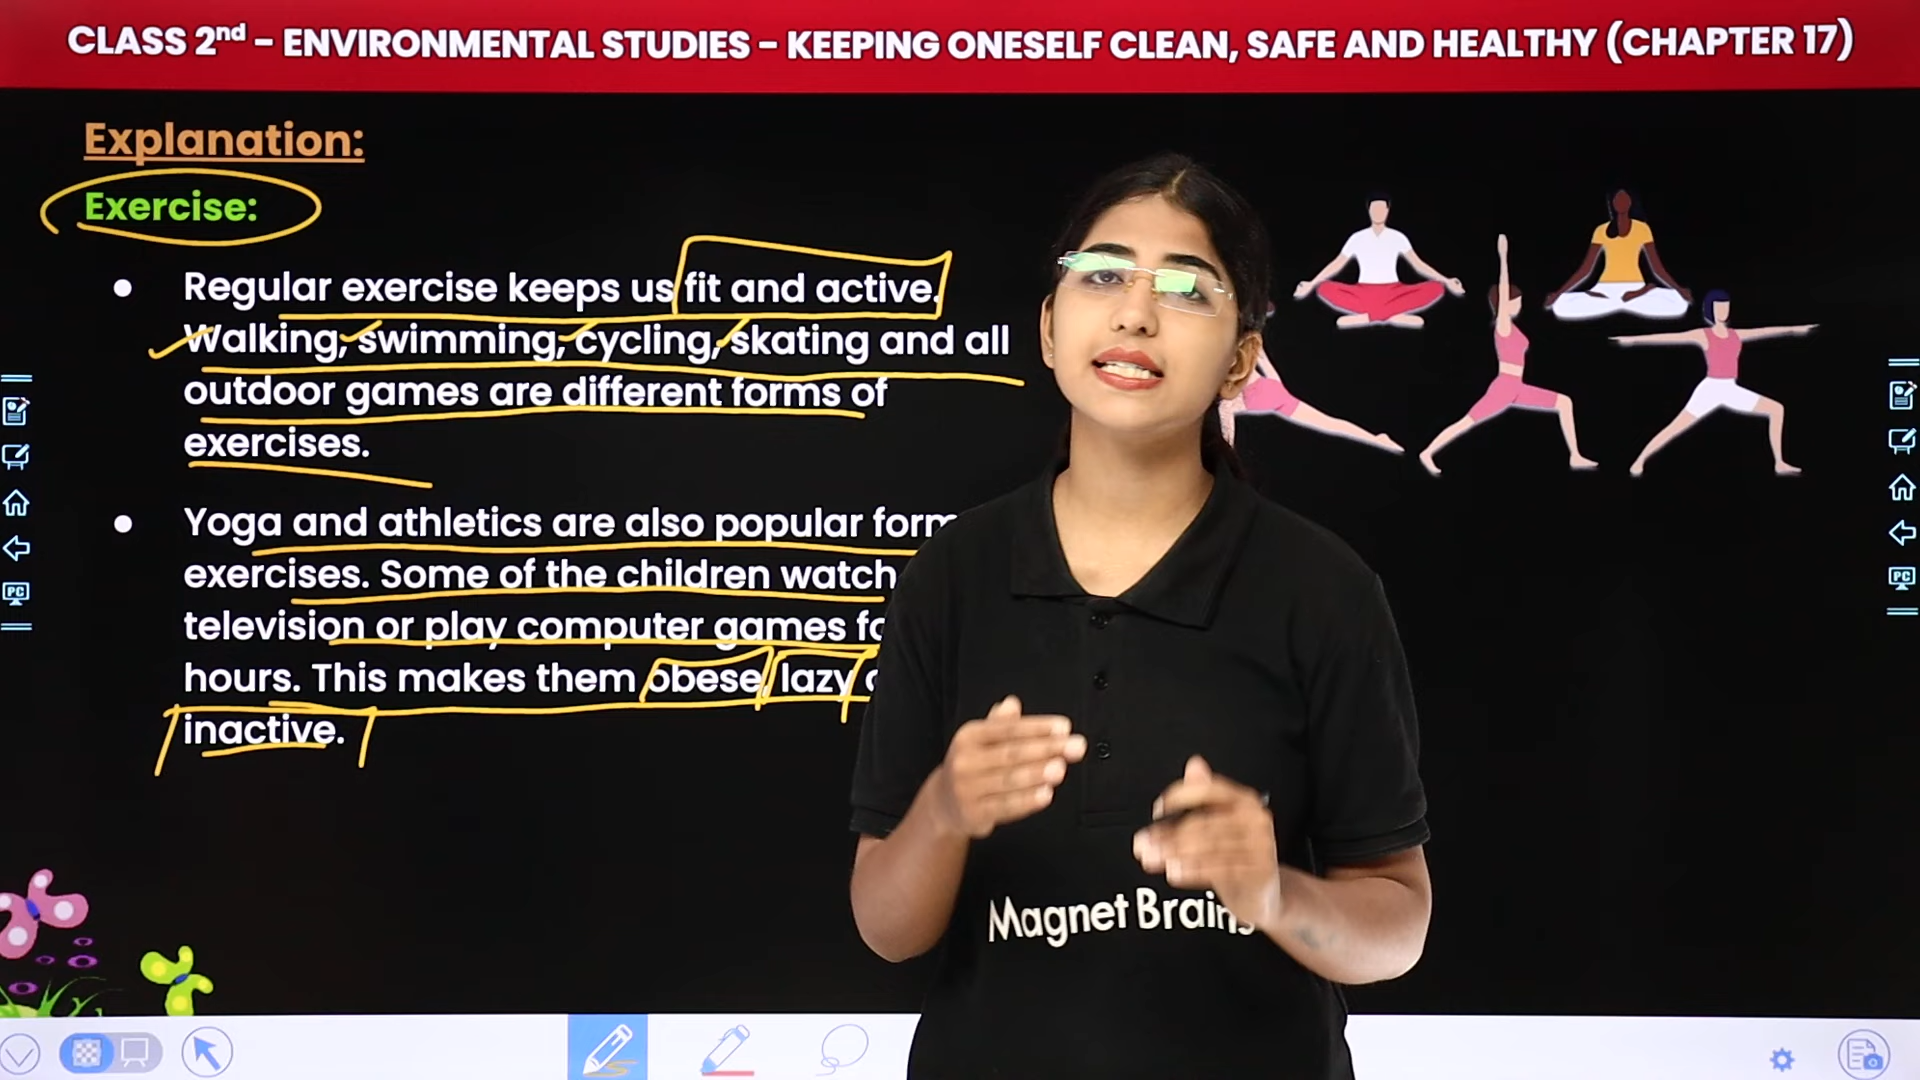 CLASS 2nd - ENVIRONMENTAL STUDIES - KEEPING ONESELF CLEAN, SAFE AND HEALTHY (CHAPTER 17)
Explanation:
Exercise:
• Regular exercise keeps us fit and active.
Walking, swimming, cycling, skating and all
outdoor games are different forms of
exercises.
• Yoga and athletics are also popular
exercises. Some of the children watch
television or play computer games
hours. This makes them obese, lazy
inactive.
Magnet Brains
PC
PC